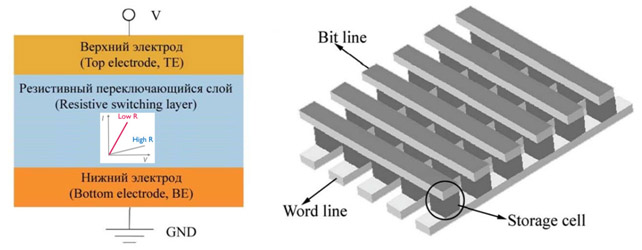 V
Верхний электрод
(Top electrode, TE)
Резистивный переключающийся слой
(Resistive switching layer)
I
Low R
High R
V
Нижний электрод
(Bottom electrode, BE)
GND
Bit line
Word line
Storage cell